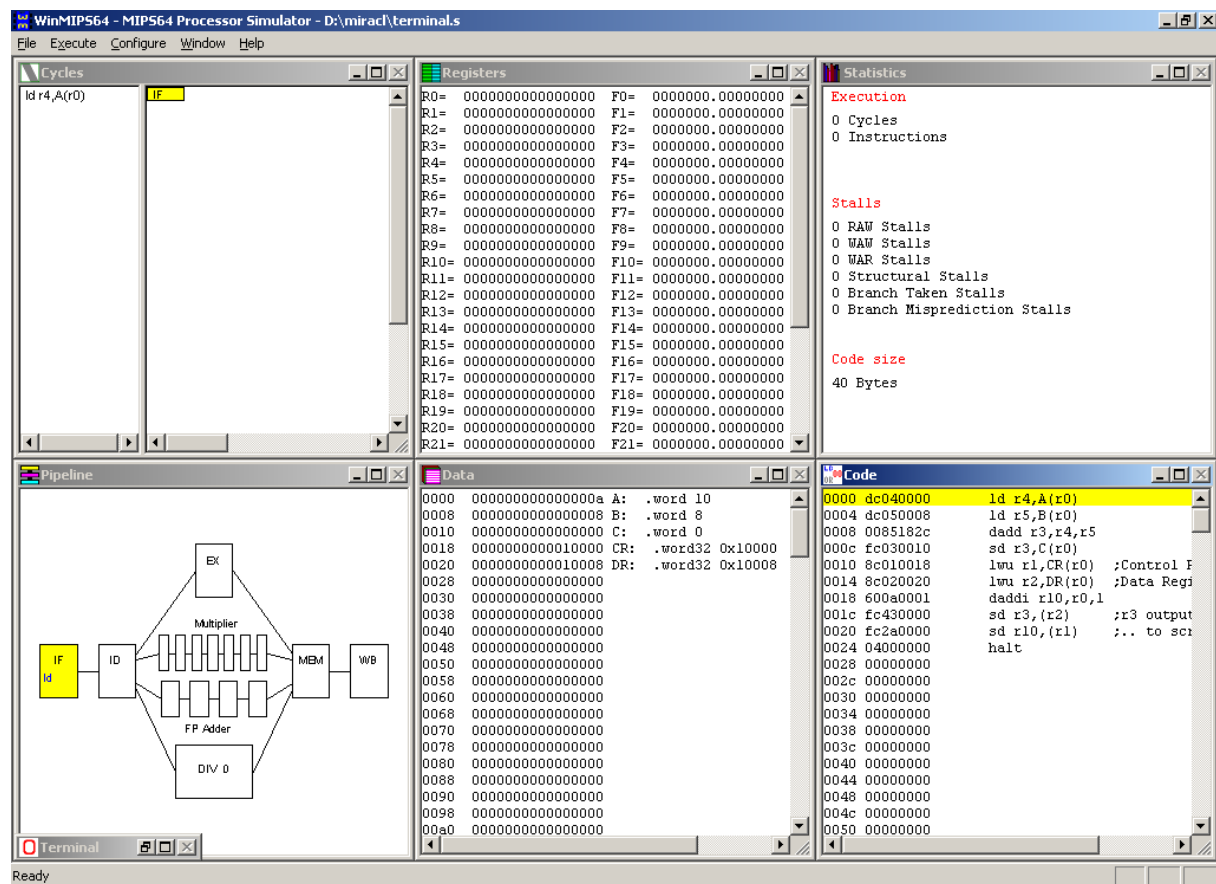 WinMIPS64 - MIPS64 Processor Simulator - D:\miracl\terminal.s
File Execute Configure Window Help
Cycles
ld r4,A(r0)
IF
Registers
R0= 0000000000000000 F0= 0000000.00000000
R1= 0000000000000000 F1= 0000000.00000000
R2= 0000000000000000 F2= 0000000.00000000
R3= 0000000000000000 F3= 0000000.00000000
R4= 0000000000000000 F4= 0000000.00000000
R5= 0000000000000000 F5= 0000000.00000000
R6= 0000000000000000 F6= 0000000.00000000
R7= 0000000000000000 F7= 0000000.00000000
R8= 0000000000000000 F8= 0000000.00000000
R9= 0000000000000000 F9= 0000000.00000000
R10= 0000000000000000 F10= 0000000.00000000
R11= 0000000000000000 F11= 0000000.00000000
R12= 0000000000000000 F12= 0000000.00000000
R13= 0000000000000000 F13= 0000000.00000000
R14= 0000000000000000 F14= 0000000.00000000
R15= 0000000000000000 F15= 0000000.00000000
R16= 0000000000000000 F16= 0000000.00000000
R17= 0000000000000000 F17= 0000000.00000000
R18= 0000000000000000 F18= 0000000.00000000
R19= 0000000000000000 F19= 0000000.00000000
R20= 0000000000000000 F20= 0000000.00000000
R21= 0000000000000000 F21= 0000000.00000000
Statistics
Execution
0 Cycles
0 Instructions
Stalls
0 RAW Stalls
0 WAW Stalls
0 WAR Stalls
0 Structural Stalls
0 Branch Taken Stalls
0 Branch Misprediction Stalls
Code size
40 Bytes
Pipeline
EX
Multiplier
IF
ld
ID
MEM
WB
FP Adder
DIV 0
Terminal
Data
0000 000000000000000a A: .word 10
0008 0000000000000008 B: .word 8
0010 0000000000000000 C: .word 0
0018 0000000000010000 CR: .word32 0x10000
0020 0000000000010008 DR: .word32 0x10008
0028 0000000000000000
0030 0000000000000000
0038 0000000000000000
0040 0000000000000000
0048 0000000000000000
0050 0000000000000000
0058 0000000000000000
0060 0000000000000000
0068 0000000000000000
0070 0000000000000000
0078 0000000000000000
0080 0000000000000000
0088 0000000000000000
0090 0000000000000000
0098 0000000000000000
00a0 0000000000000000
Code
0000 dc040000 ld r4,A(r0)
0004 dc050008 ld r5,B(r0)
0008 0085182c dadd r3,r4,r5
000c fc030010 sd r3,C(r0)
0010 8c010018 lwu r1,CR(r0) ;Control
0014 8c020020 lwu r2,DR(r0) ;Data Regi
0018 600a0001 daddi r10,r0,1
001c fc430000 sd r3,(r2) ;r3 output
0020 fc2a0000 sd r10,(r1) ;.. to scr
0024 04000000 halt
0028 00000000
002c 00000000
0030 00000000
0034 00000000
0038 00000000
003c 00000000
0040 00000000
0044 00000000
0048 00000000
004c 00000000
0050 00000000
Ready